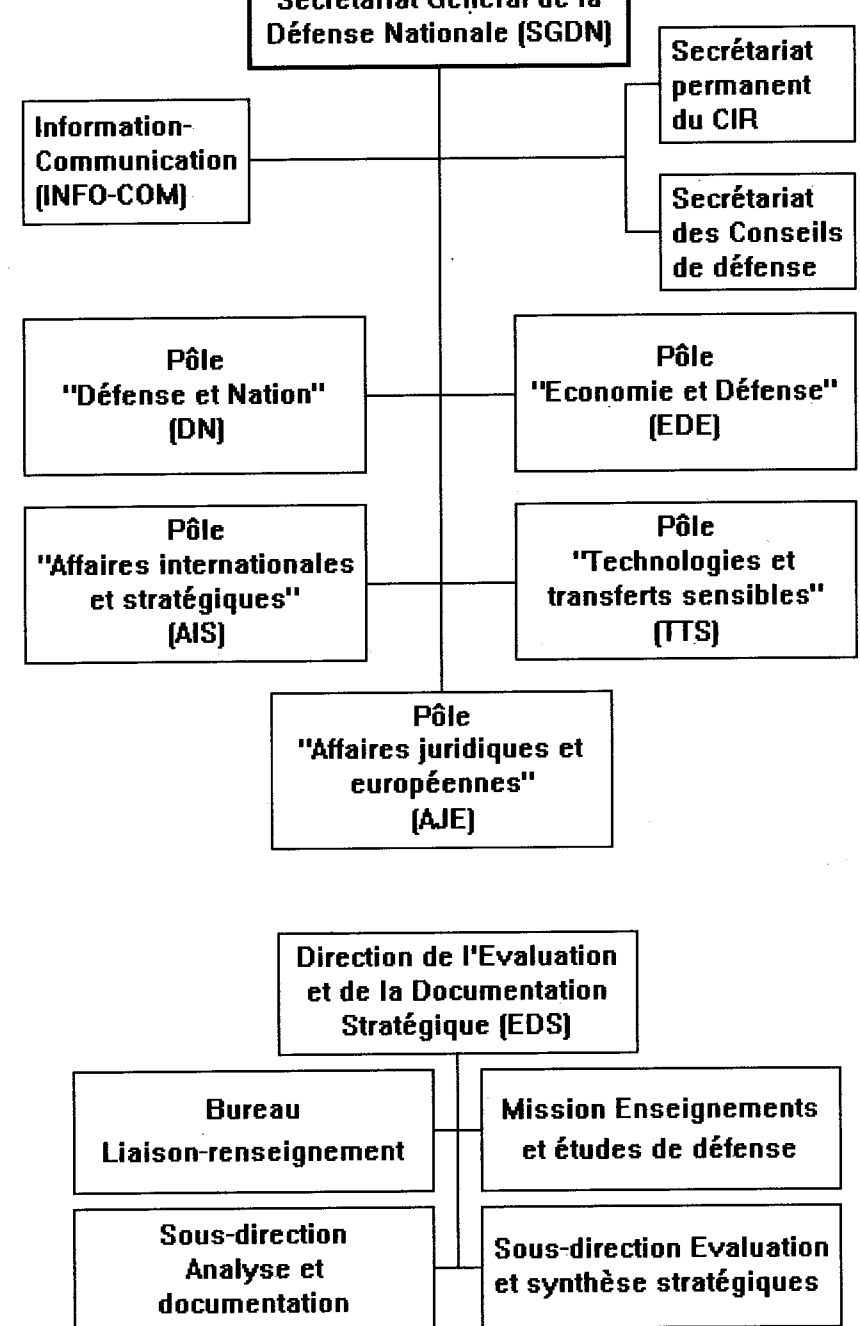 Secrétariat Général de la
Défense Nationale (SGDN)
Secrétariat
permanent
du CIR
Information-
Communication
(INFO-COM)
Secrétariat
des Conseils
de défense
Pôle
"Défense et Nation"
(DN)
Pôle
"Economie et Défense"
(EDE)
Pôle
"Affaires internationales
et stratégiques"
(AIS)
Pôle
"Technologies et
transferts sensibles"
(TTS)
Pôle
"Affaires juridiques et
européennes"
(AJE)
Direction de l'Evaluation
et de la Documentation
Stratégique (EDS)
Bureau
Liaison-renseignement
Mission Enseignements
et études de défense
Sous-direction
Analyse et
documentation
Sous-direction Evaluation
et synthèse stratégiques